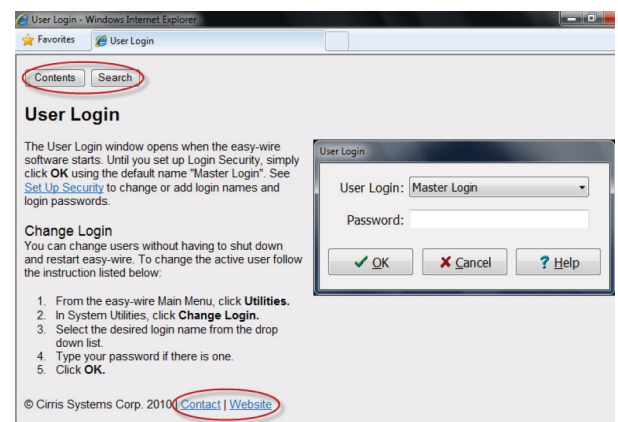 User Login - Windows Internet Explorer
Favorites
User Login
Contents
Search
User Login
The User Login window opens when the easy-wire
software starts. Until you set up Login Security, simply
click OK using the default name "Master Login". See
Set Up Security to change or add login names and
login passwords.
Change Login
You can change users without having to shut down
and restart easy-wire. To change the active user follow
the instruction listed below:
1. From the easy-wire Main Menu, click Utilities.
2. In System Utilities, click Change Login.
3. Select the desired login name from the drop
down list.
4. Type your password if there is one.
5. Click OK.
© Cirris Systems Corp. 2010 Contact | Website
User Login
User Login: Master Login
Password:
OK
Cancel
? Help